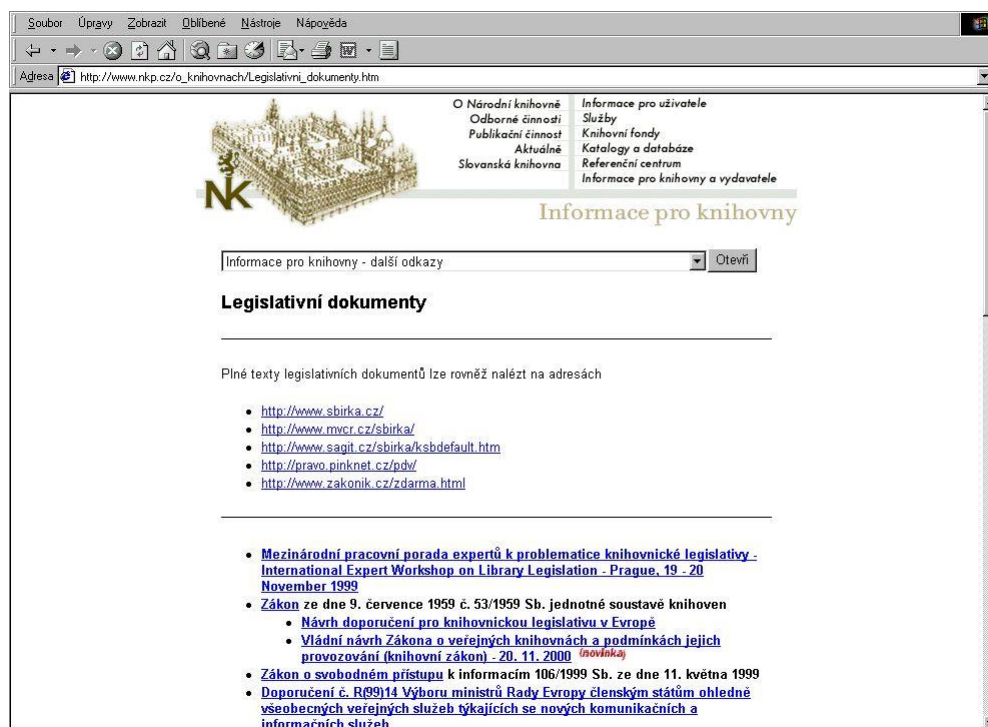 Soubor Úpravy Zobrazit Oblíbené Nástroje Nápověda
Adresa http://www.nkp.cz/o_knihovnach/Legislativni_dokumenty.htm
NK
O Národní knihovně
Odborné činnosti
Publikační činnost
Aktuálně
Slovanská knihovna
Informace pro uživatele
Služby
Knihovní fondy
Katalogy a databáze
Referenční centrum
Informace pro knihovny a vydavatele
Informace pro knihovny
Informace pro knihovny - další odkazy Otevři
Legislativní dokumenty
Plné texty legislativních dokumentů lze rovněž nalézt na adresách
http://www.sbirka.cz/
http://www.mvcr.cz/sbirka/
http://www.sagit.cz/sbirka/ksbdefault.htm
http://pravo.pinknet.cz/pdv/
http://www.zakonik.cz/zdarma.html
Mezinárodní pracovní porada expertů k problematice knihovnické legislativy -
International Expert Workshop on Library Legislation - Prague, 19 - 20
November 1999
Zákon ze dne 9. července 1959 č. 53/1959 Sb. jednotné soustavě knihoven
Návrh doporučení pro knihovnickou legislativu v Evropě
Vládní návrh Zákona o veřejných knihovnách a podmínkách jejich
provozování (knihovní zákon) - 20. 11. 2000 (novinka)
Zákon o svobodném přístupu k informacím 106/1999 Sb. ze dne 11. května 1999
Doporučení č. R(99)14 Výboru ministrů Rady Evropy členským státům ohledně
všeobecných veřejných služeb týkajících se nových komunikačních a
informačních služeb